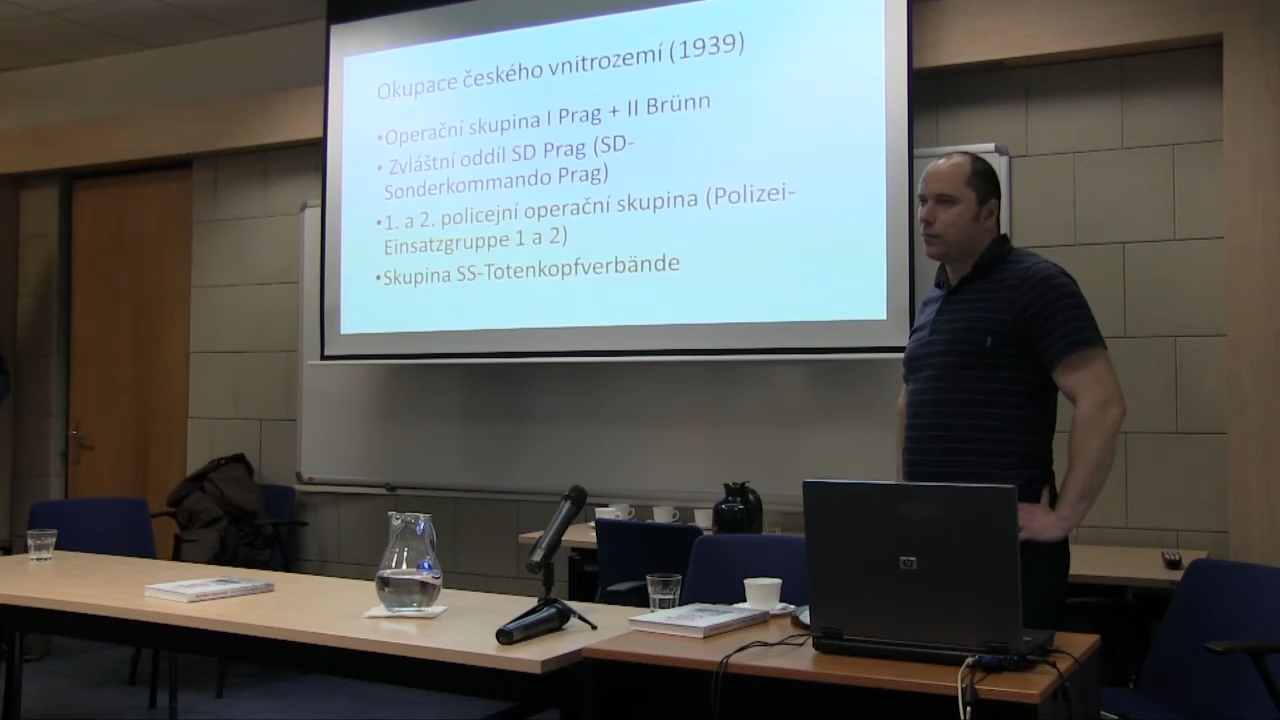 Okupace českého vnitrozemí (1939)
•Operační skupina I Prag + II Brünn
• Zvláštní oddíl SD Prag (SD-
Sonderkommando Prag)
•1. a 2. policejní operační skupina (Polizei-
Einsatzgruppe 1 a 2)
•Skupina SS-Totenkopfverbände
hp